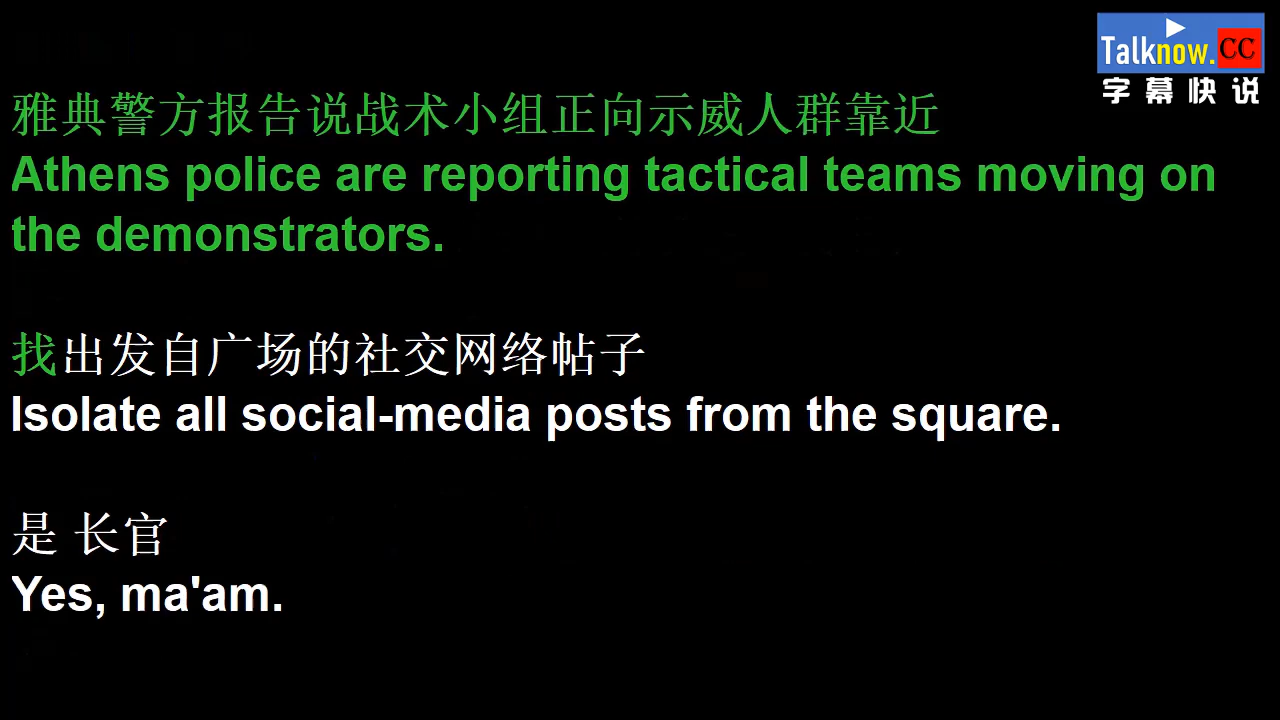 Talknow.CC
字幕快说
雅典警方报告说战术小组正向示威人群靠近
Athens police are reporting tactical teams moving on
the demonstrators.
找出发自广场的社交网络帖子
Isolate all social-media posts from the square.
是 长官
Yes, ma'am.